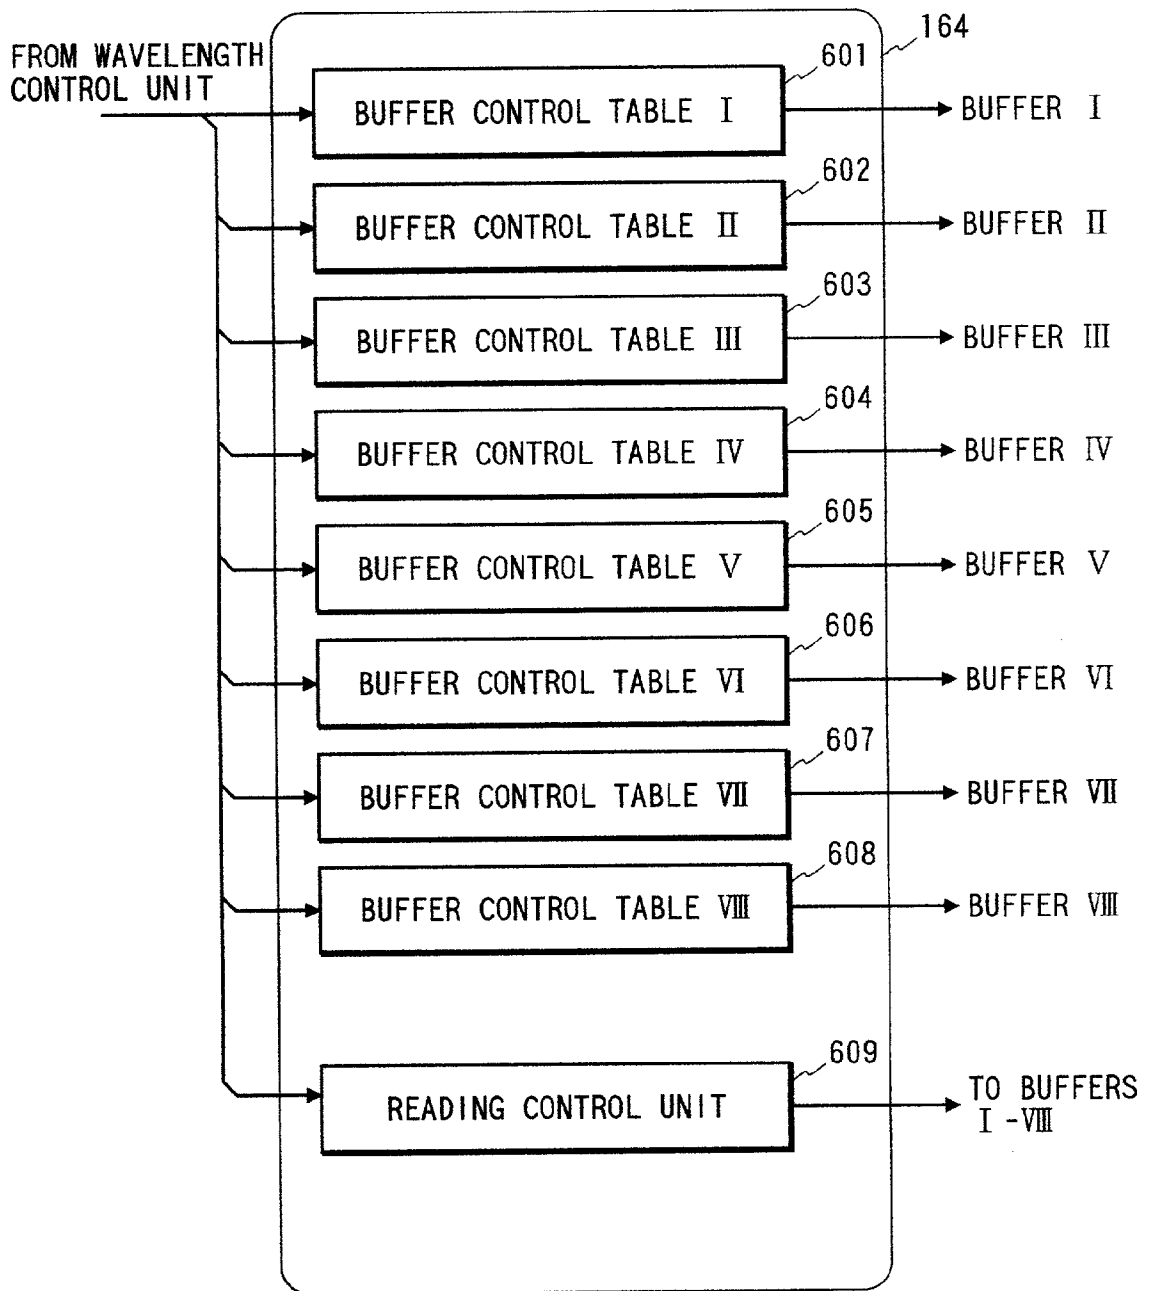 164
FROM WAVELENGTH
CONTROL UNIT
601
BUFFER CONTROL TABLE Ⅰ
BUFFER Ⅰ
602
BUFFER CONTROL TABLE Ⅱ
BUFFER Ⅱ
603
BUFFER CONTROL TABLE Ⅲ
BUFFER Ⅲ
604
BUFFER CONTROL TABLE Ⅳ
BUFFER Ⅳ
605
BUFFER CONTROL TABLE Ⅴ
BUFFER Ⅴ
606
BUFFER CONTROL TABLE Ⅵ
BUFFER Ⅵ
607
BUFFER CONTROL TABLE Ⅶ
BUFFER Ⅶ
608
BUFFER CONTROL TABLE Ⅷ
BUFFER Ⅷ
609
READING CONTROL UNIT
TO BUFFERS
Ⅰ-Ⅷ